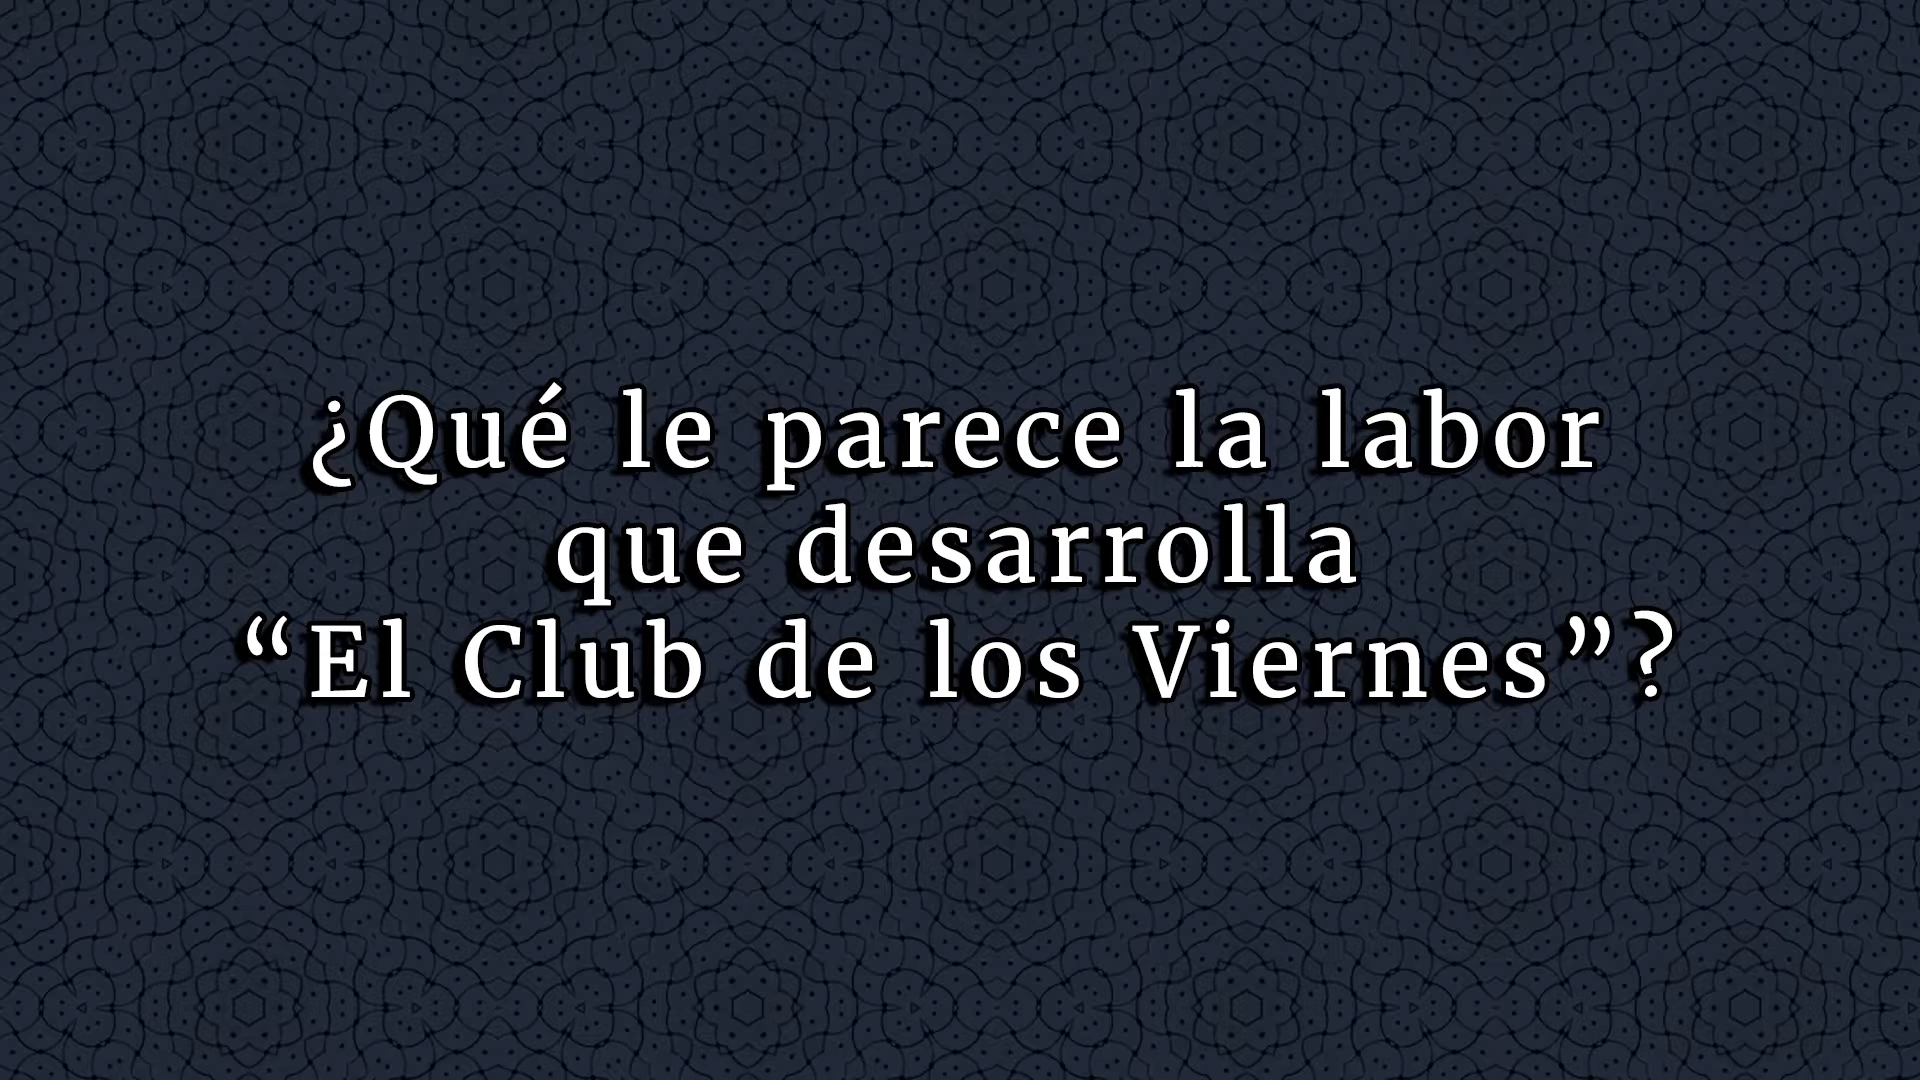 ¿Qué le parece la labor
que desarrolla
“El Club de los Viernes”?